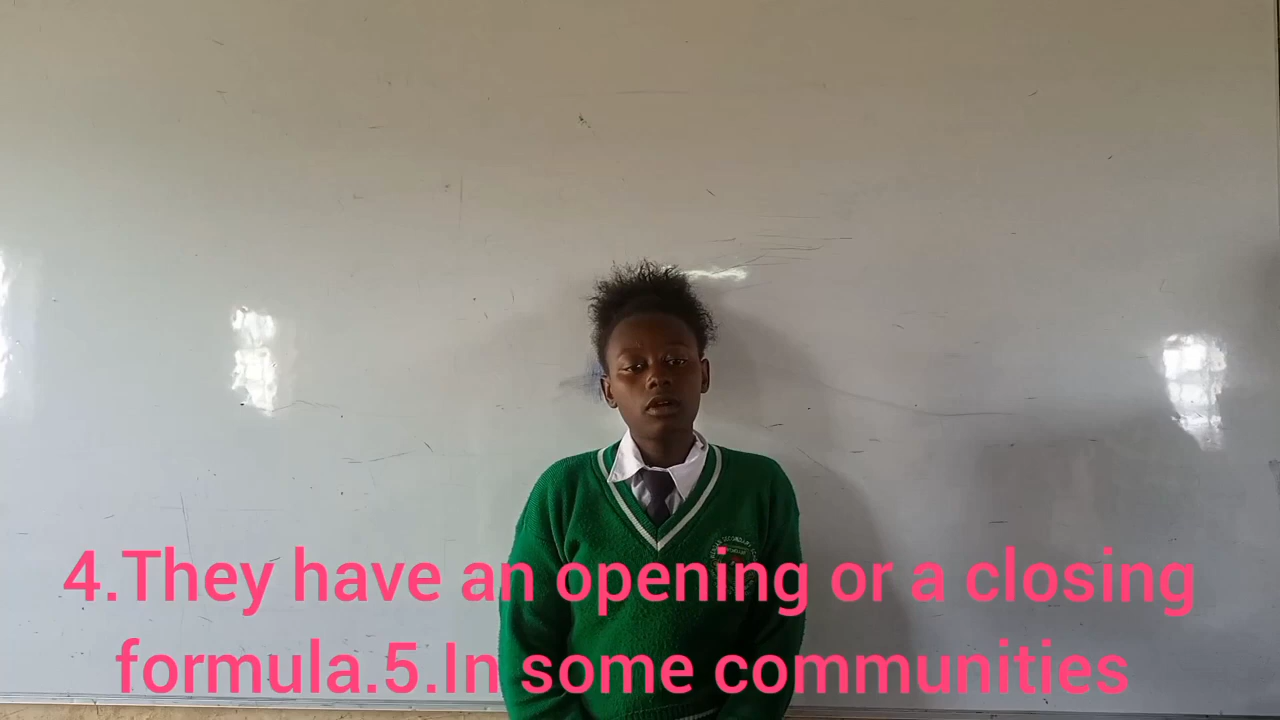 4.They have an opening or a closing
formula.5.In some communities